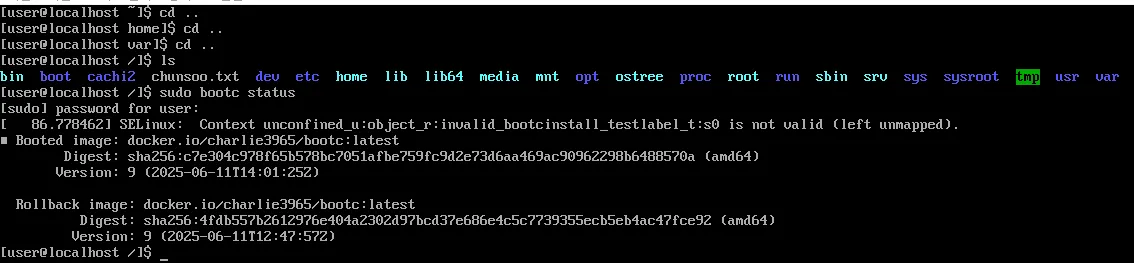 [user@localhost ~]$ cd ..
[user@localhost home]$ cd ..
[user@localhost var]$ cd ..
[user@localhost /]$ ls
bin boot cachi2 chunsoo.txt dev etc home lib lib64 media mnt opt ostree proc root run sbin srv sys sysroot tmp usr var
[user@localhost /]$ sudo bootc status
[sudo] password for user:
[   86.778462] SELinux:  Context unconfined_u:object_r:invalid_bootcinstall_testlabel_t:s0 is not valid (left unmapped).
■ Booted image: docker.io/charlie3965/bootc:latest
Digest: sha256:c7e304c978f65b578bc7051afbe759fc9d2e73d6aa469ac90962298b6488570a (amd64)
Version: 9 (2025-06-11T14:01:25Z)
Rollback image: docker.io/charlie3965/bootc:latest
Digest: sha256:4fdb557b2612976e404a2302d97bcd37e686e4c5c7739355ecb5eb4ac47fce92 (amd64)
Version: 9 (2025-06-11T12:47:57Z)
[user@localhost /]$ _